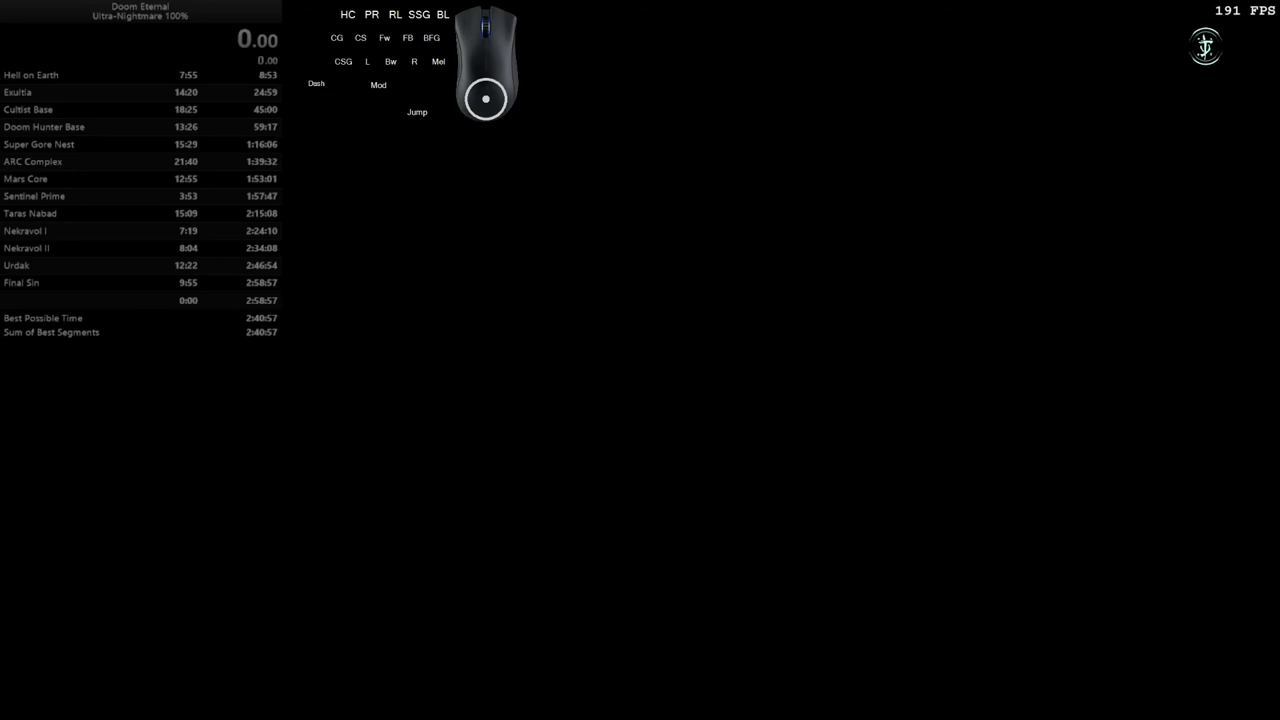 Doom Eternal
Ultra-Nightmare 100%
0.00
0.00
Hell on Earth 7:55 8:53
Exultia 14:20 24:59
Cultist Base 18:25 45:00
Doom Hunter Base 13:26 59:17
Super Gore Nest 15:29 1:16:06
ARC Complex 21:40 1:39:32
Mars Core 12:55 1:53:01
Sentinel Prime 3:53 1:57:47
Taras Nabad 15:09 2:15:08
Nekravol I 7:19 2:24:10
Nekravol II 8:04 2:34:08
Urdak 12:22 2:46:54
Final Sin 9:55 2:58:57
0:00 2:58:57
Best Possible Time 2:40:57
Sum of Best Segments 2:40:57
HC PR RL SSG BL
CG CS Fw FB BFG
CSG L Bw R Mel
Dash Mod
Jump
191 FPS